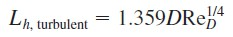 L_{h, turbulent} = 1.359DRe_D^{1/4}